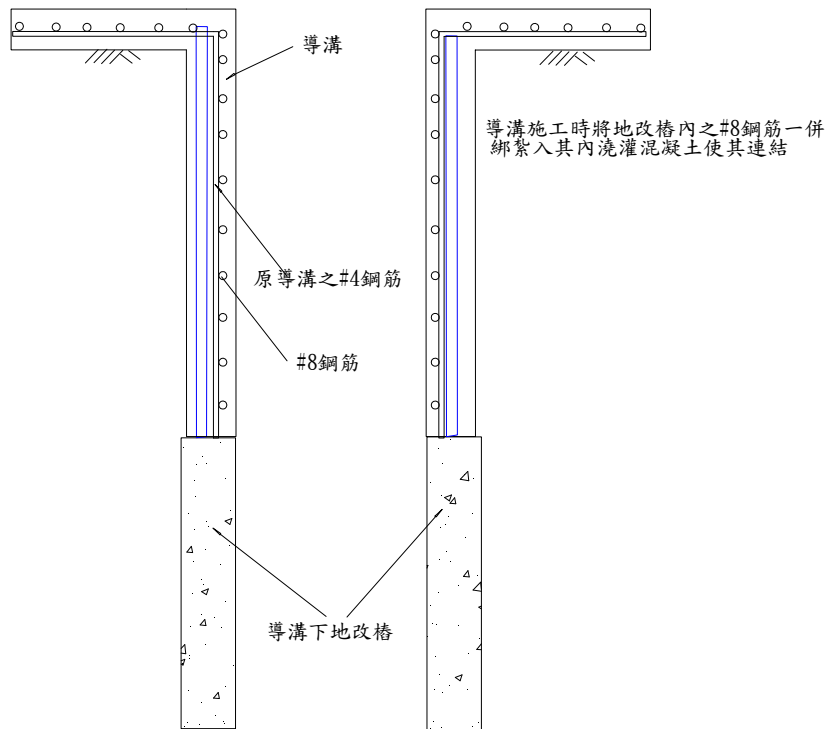 導溝
導溝施工時將地改樁內之#8鋼筋一併
綁紮入其內澆灌混凝土使其連結
原導溝之#4鋼筋
#8鋼筋
導溝下地改樁